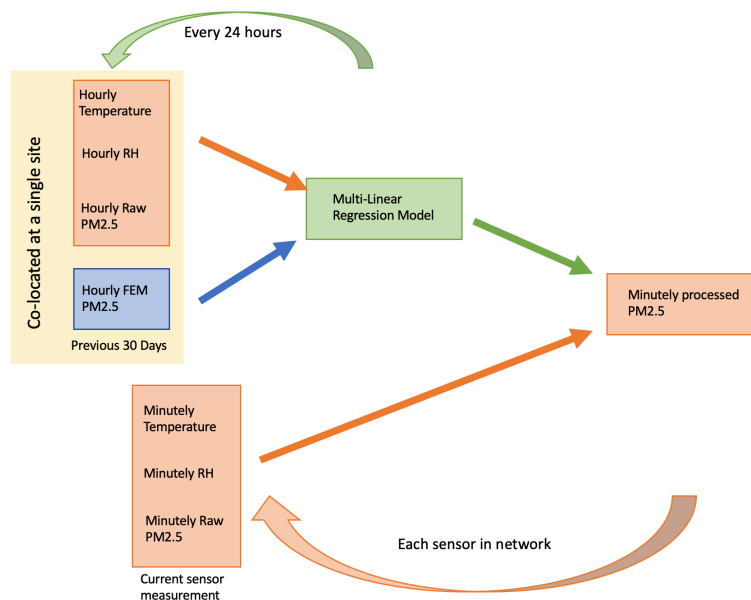 Every 24 hours
Co-located at a single site
Hourly
Temperature
Hourly RH
Hourly Raw
PM2.5
Hourly FEM
PM2.5
Previous 30 Days
Multi-Linear
Regression Model
Minutely processed
PM2.5
Minutely
Temperature
Minutely RH
Minutely Raw
PM2.5
Current sensor
measurement
Each sensor in network